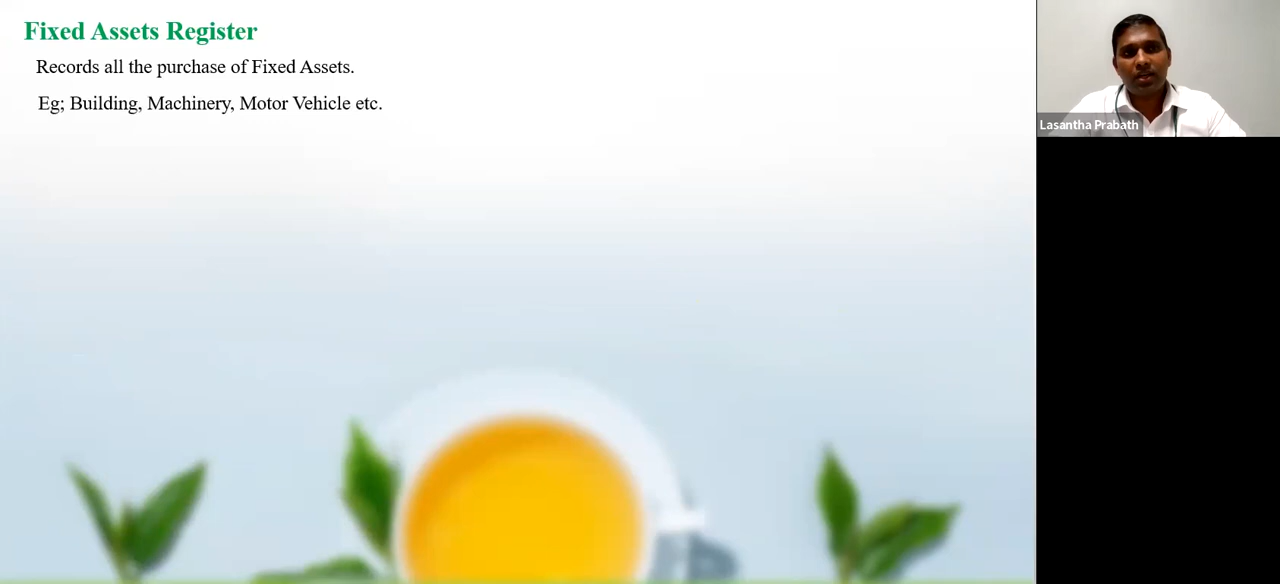 Fixed Assets Register
Records all the purchase of Fixed Assets.
Eg; Building, Machinery, Motor Vehicle etc.
Lasantha Prabath